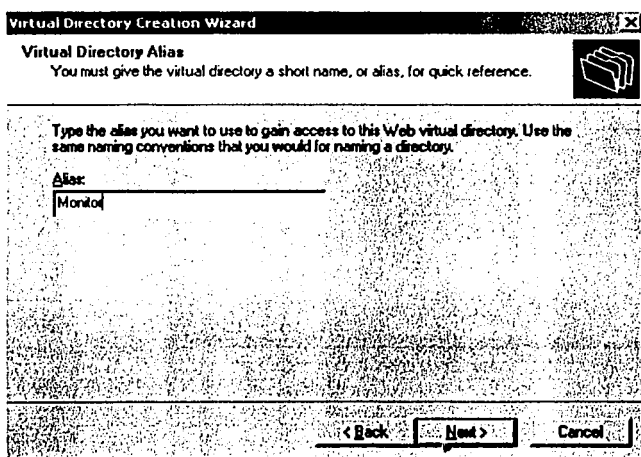 Virtual Directory Creation Wizard
Virtual Directory Alias
You must give the virtual directory a short name, or alias, for quick reference.
Type the alias you want to use to gain access to this Web virtual directory. Use the
same naming conventions that you would for naming a directory.
Alias:
Monitor
< Back
Next >
Cancel